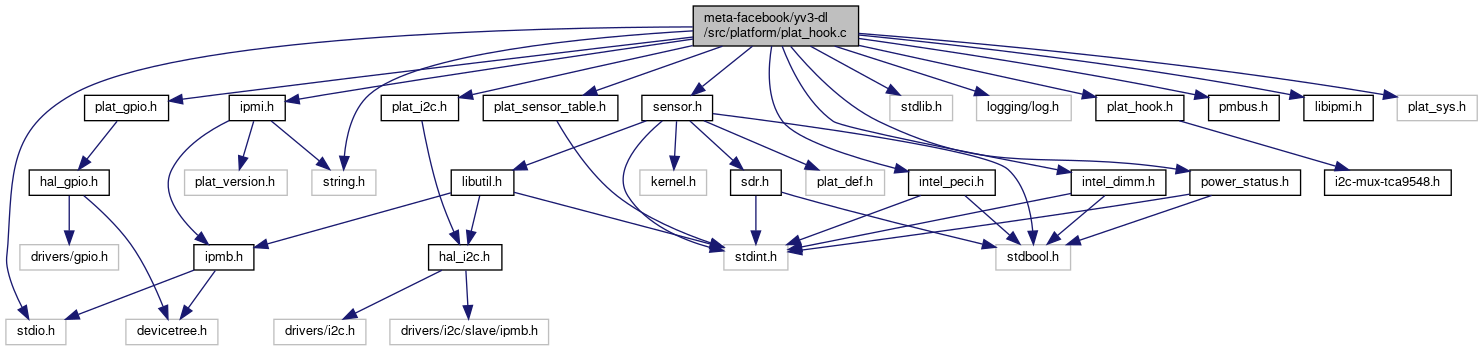 meta-facebook/yv3-dl
/src/platform/plat_hook.c
plat_gpio.h
ipmi.h
plat_i2c.h
plat_sensor_table.h
sensor.h
stdlib.h
logging/log.h
plat_hook.h
pmbus.h
libipmi.h
plat_sys.h
hal_gpio.h
plat_version.h
string.h
libutil.h
kernel.h
sdr.h
plat_def.h
intel_peci.h
intel_dimm.h
power_status.h
i2c-mux-tca9548.h
drivers/gpio.h
ipmb.h
hal_i2c.h
stdint.h
stdbool.h
stdio.h
devicetree.h
drivers/i2c.h
drivers/i2c/slave/ipmb.h